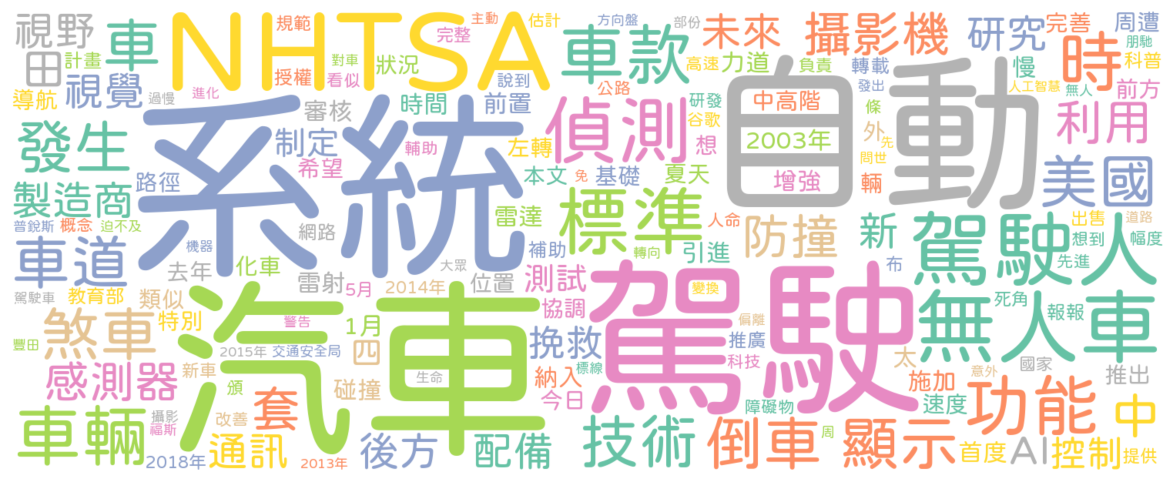 視野
車
規範
NHTSA
主動
估計
方向盤
部份
未來
攝影機
研究
完善
周遭
田
計畫
授權
對車
看似
完整
狀況
說到
車款
高速
力道
負責
轉載
慢
時
朋馳
科普
導航
視覺
過慢
進化
審核
時間
前置
公路
研發
谷歌
中高階
發出
人工智慧
無人
前方
發生
制定
希望
輔助
左轉
偵測
想
2003年
條
外
先
問世
利用
製造商
路徑
系統
本文
免
基礎
夏天
增強
自動
輛
美國
普銳斯
概念
迫不及
網路
雷達
標準
人命
防撞
新
駕駛人
出售
道路
想到
幅度
車道
去年
化車
機器
大眾
補助
轉向
引進
布
先進
駕駛車
教育部
類似
雷射
5月
2014年
位置
測試
變換
死角
報報
豐田
煞車
特別
警告
1月
協調
偏離
無人車
2015年
交通安全局
四
挽救
推廣
科技
太
國家
感測器
新車
頒
汽車
生命
碰撞
納入
標線
駕駛
施加
意外
推出
車輛
攝影
福斯
改善
套
今日
障礙物
速度
功能
中
2018年
通訊
2013年
後方
配備
技術
倒車
周
顯示
首度
AI
控制
提供